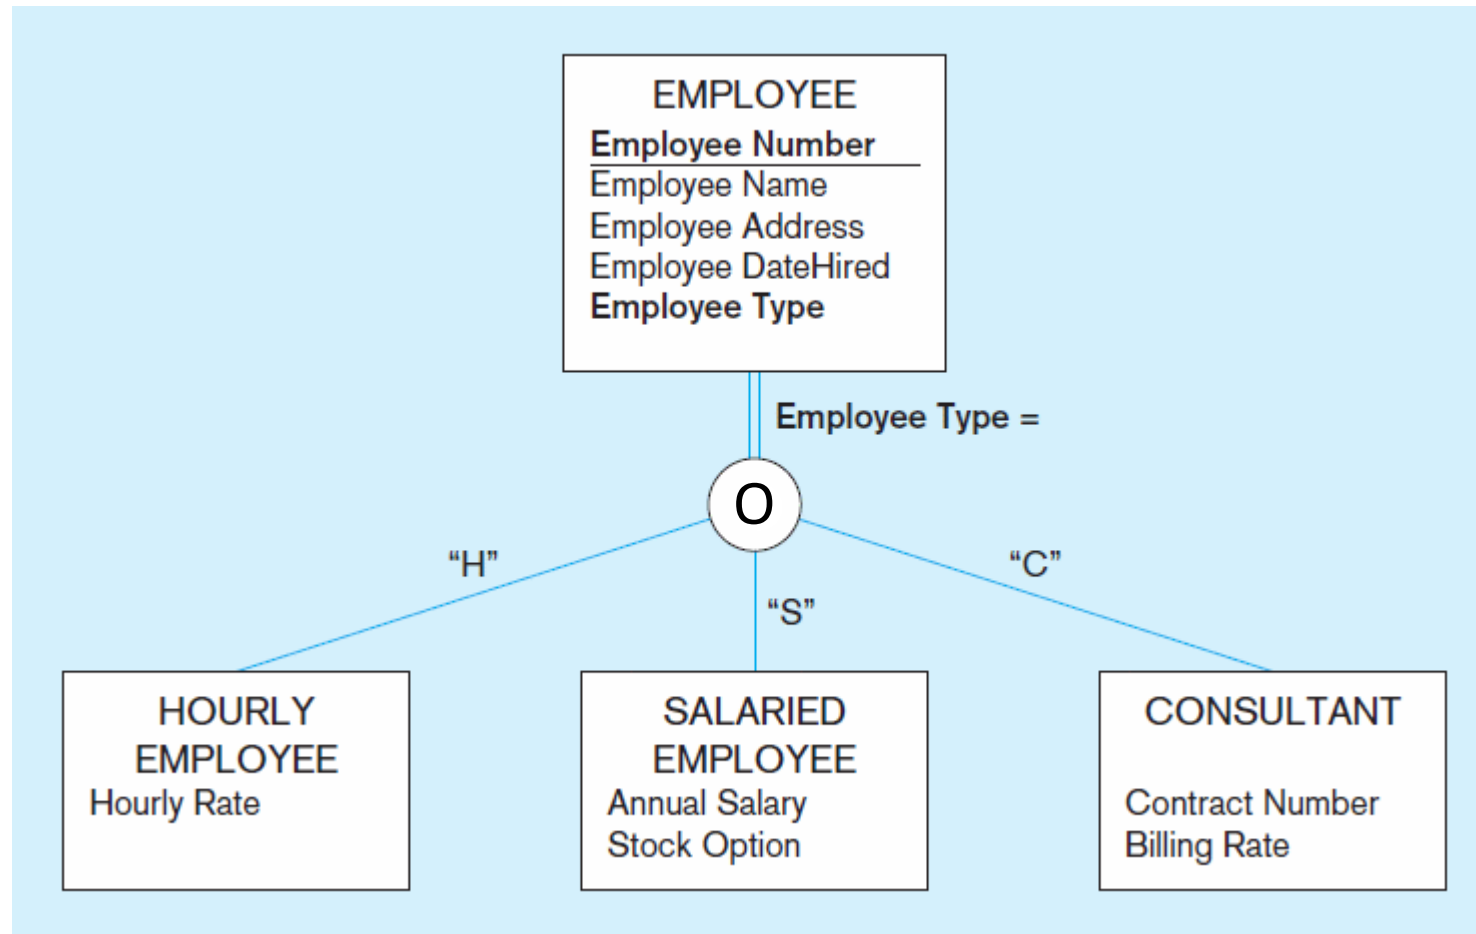 EMPLOYEE
Employee Number
Employee Name
Employee Address
Employee DateHired
Employee Type
Employee Type =
O
“H”
“C”
“S”
HOURLY
EMPLOYEE
Hourly Rate
SALARIED
EMPLOYEE
Annual Salary
Stock Option
CONSULTANT
Contract Number
Billing Rate